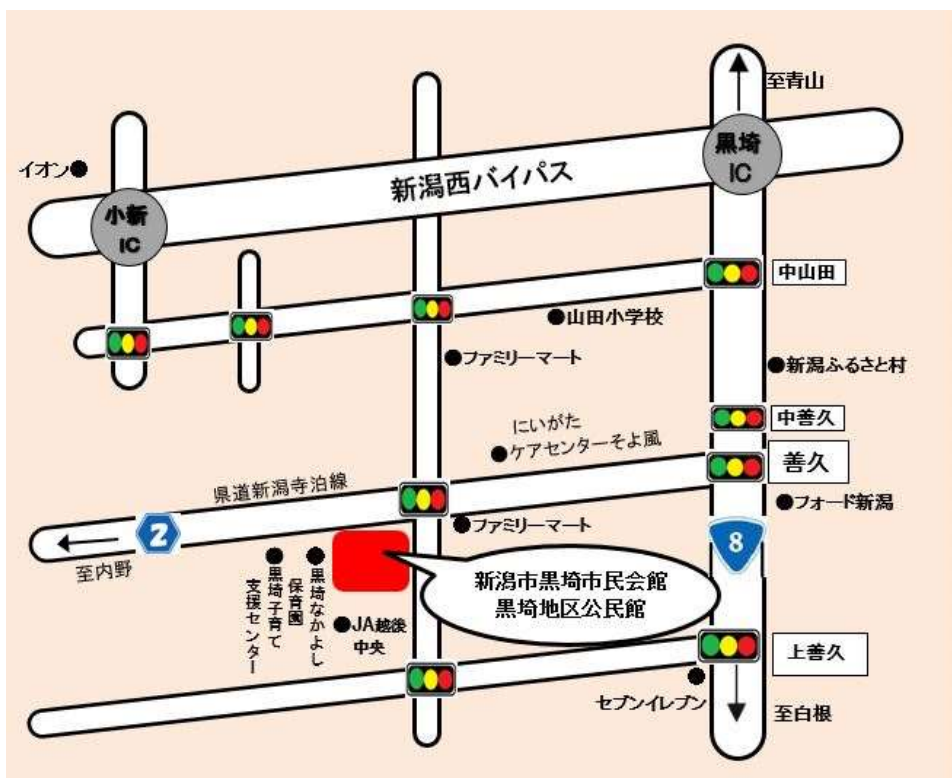 至青山
黒埼
IC
イオン
新潟西バイパス
小新
IC
中山田
山田小学校
ファミリーマート
新潟ふるさと村
中善久
にいがた
ケアセンターそよ風
善久
県道新潟寺泊線
フォード新潟
ファミリーマート
2
至内野
8
新潟市黒埼市民会館
黒埼地区公民館
黒埼なかよし
保育園
黒埼子育て
支援センター
JA越後
中央
上善久
セブンイレブン
至白根